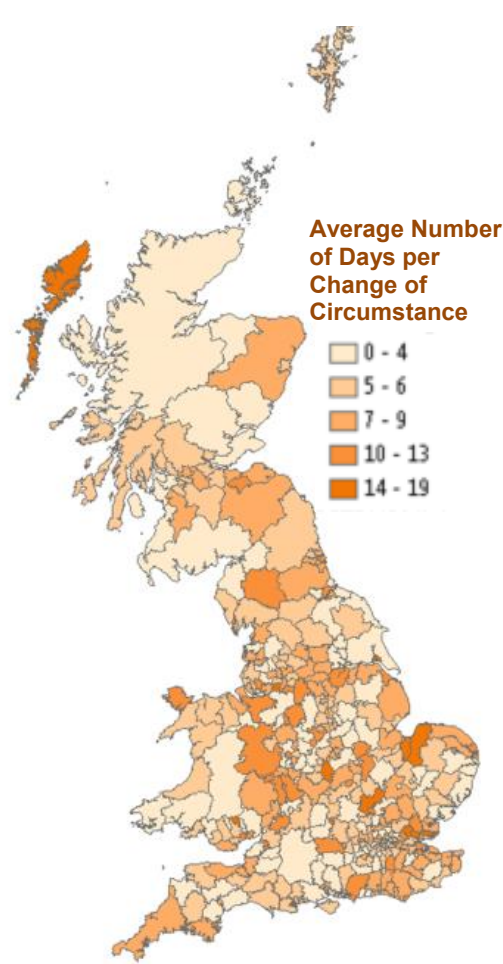 Average Number
of Days per
Change of
Circumstance
0 - 4
5 - 6
7 - 9
10 - 13
14 - 19